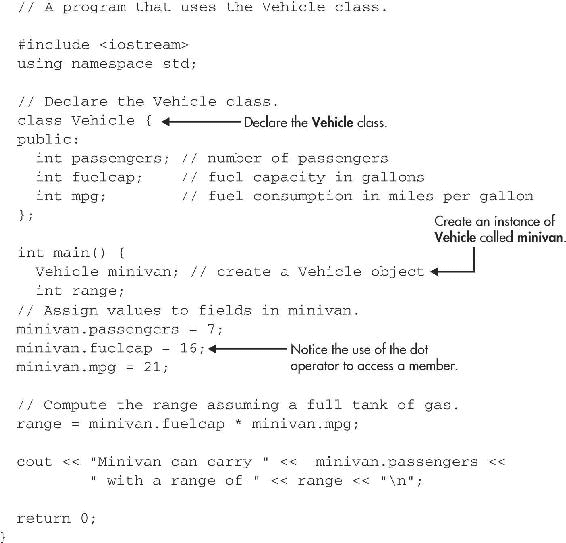 // A program that uses the Vehicle class.
#include <iostream>
using namespace std;
// Declare the Vehicle class.
class Vehicle {
Declare the Vehicle class.
public:
int passengers; // number of passengers
int fuelcap; // fuel capacity in gallons
int mpg; // fuel consumption in miles per gallon
};
Create an instance of
Vehicle called minivan.
int main() {
Vehicle minivan; // create a Vehicle object
int range;
// Assign values to fields in minivan.
minivan.passengers = 7;
minivan.fuelcap = 16;
Notice the use of the dot
operator to access a member.
minivan.mpg = 21;
// Compute the range assuming a full tank of gas.
range = minivan.fuelcap * minivan.mpg;
cout << "Minivan can carry " << minivan.passengers <<
" with a range of " << range << "\n";
return 0;
}